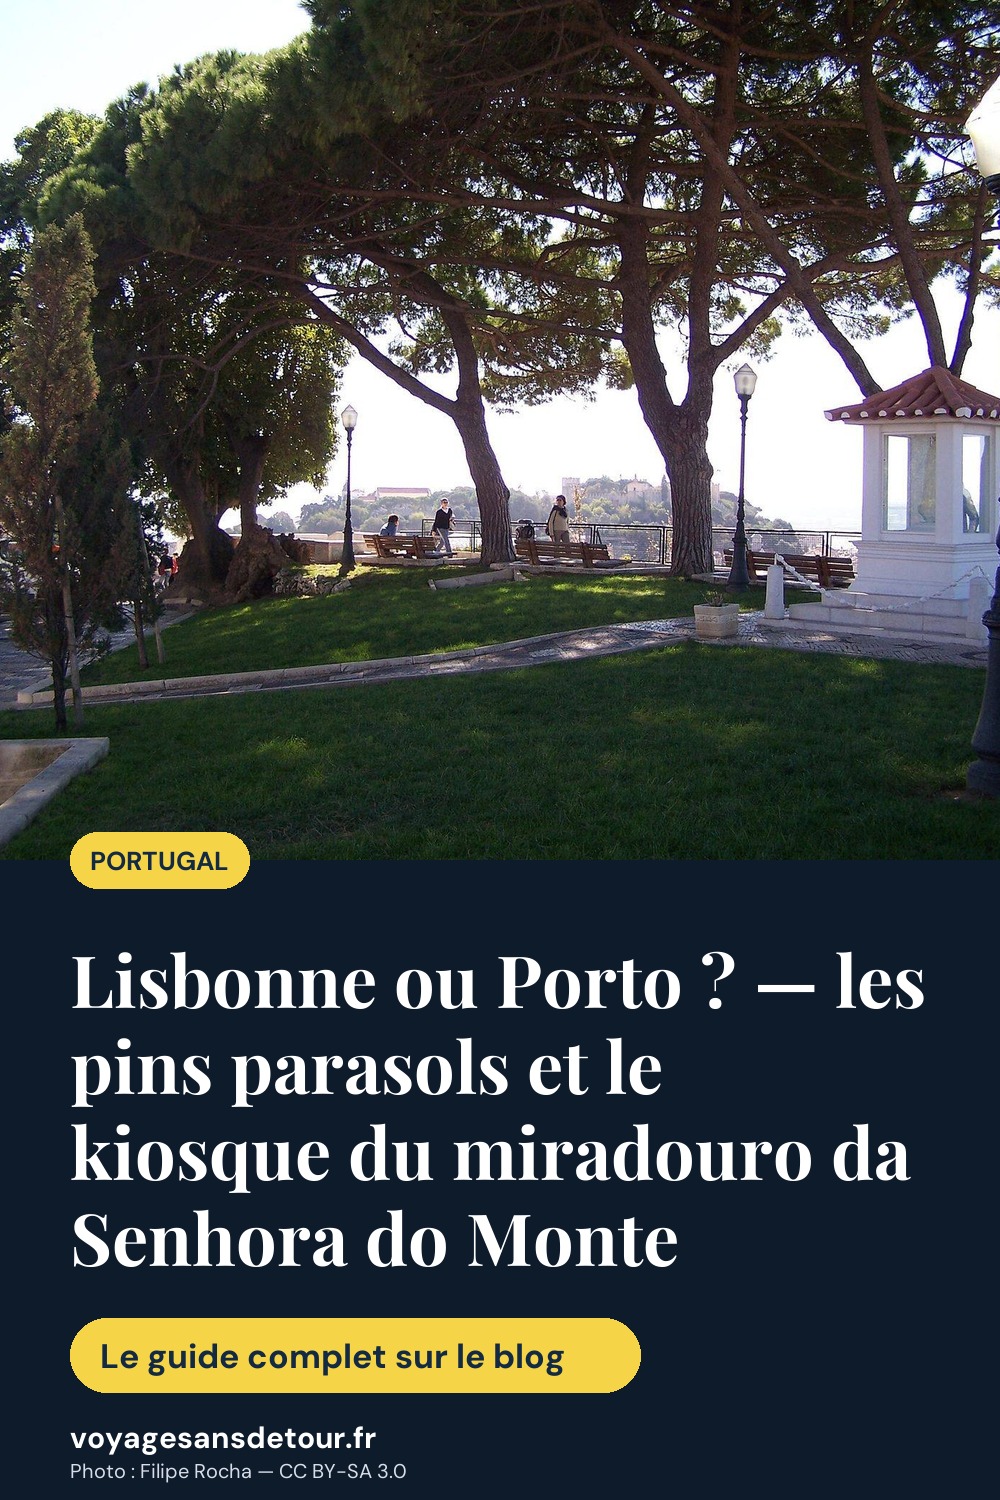 PORTUGAL
Lisbonne ou Porto ? — les
pins parasols et le
kiosque du miradouro da
Senhora do Monte
Le guide complet sur le blog
voyagesansdetour.fr
Photo : Filipe Rocha — CC BY-SA 3.0